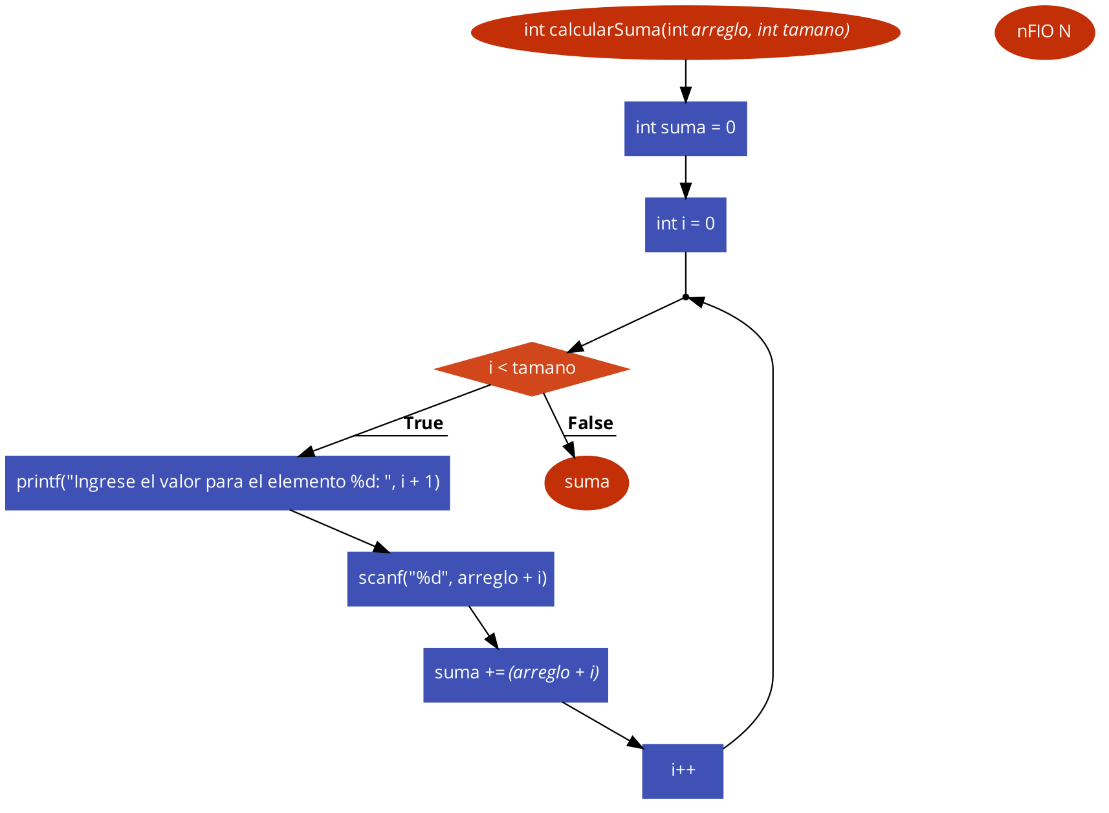 int calcularSuma(int arreglo, int tamano)
nFIO N
int suma = 0
int i = 0
i < tamano
True
False
printf("Ingrese el valor para el elemento %d: ", i + 1)
suma
scanf("%d", arreglo + i)
suma += (arreglo + i)
i++